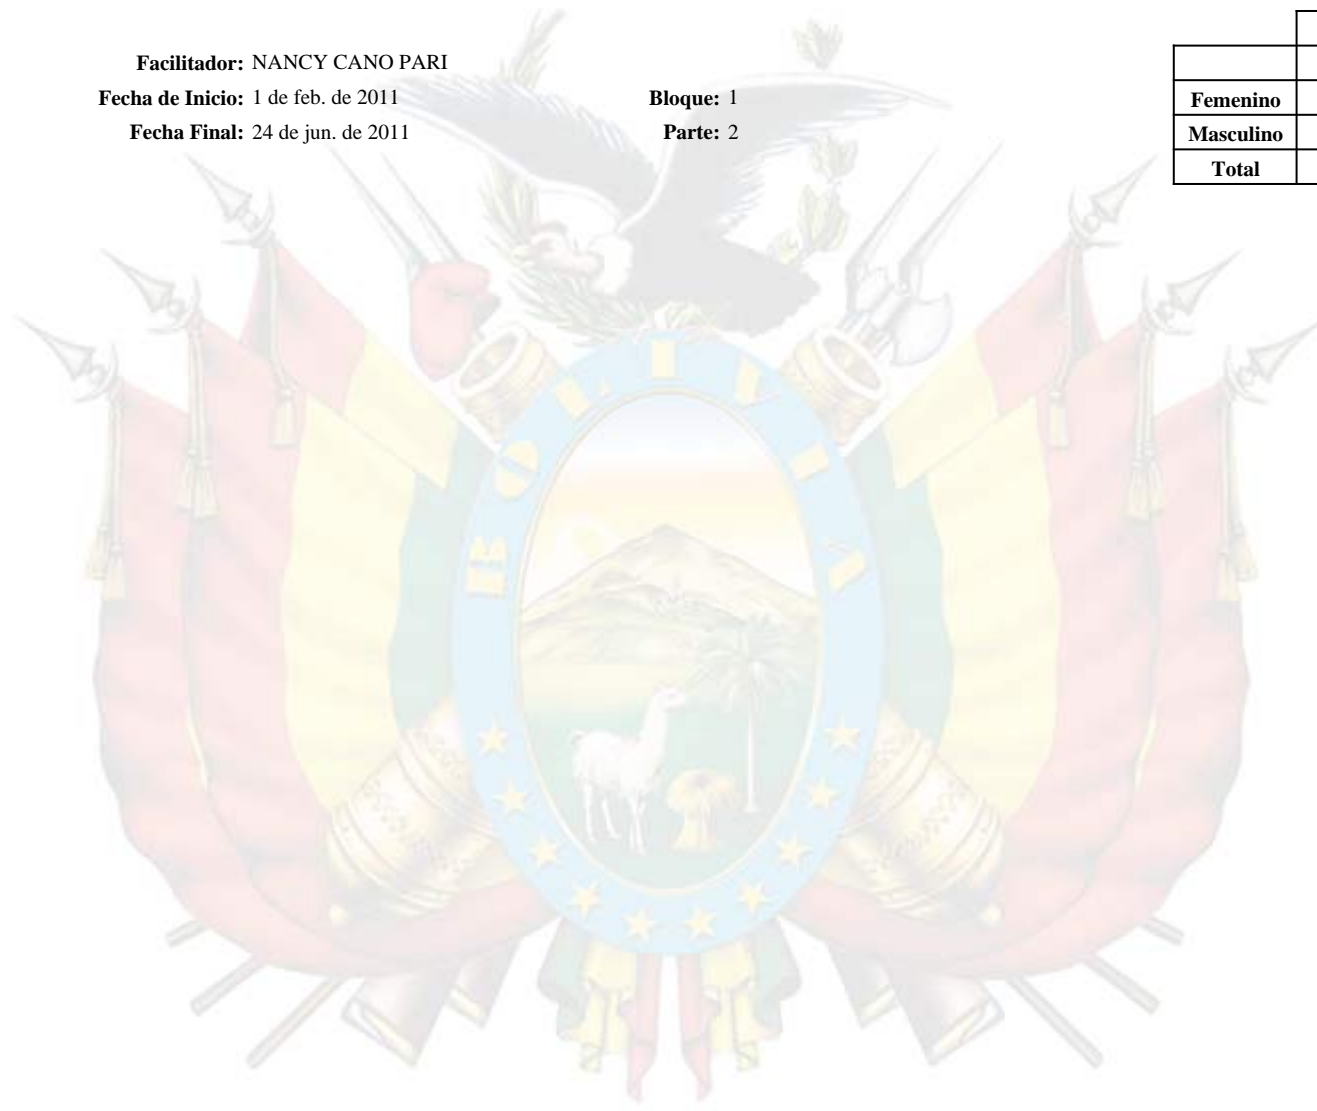 Facilitador: NANCY CANO PARI
Fecha de Inicio: 1 de feb. de 2011 Bloque: 1
Fecha Final: 24 de jun. de 2011 Parte: 2
Femenino
Masculino
Total
BOLIVIA